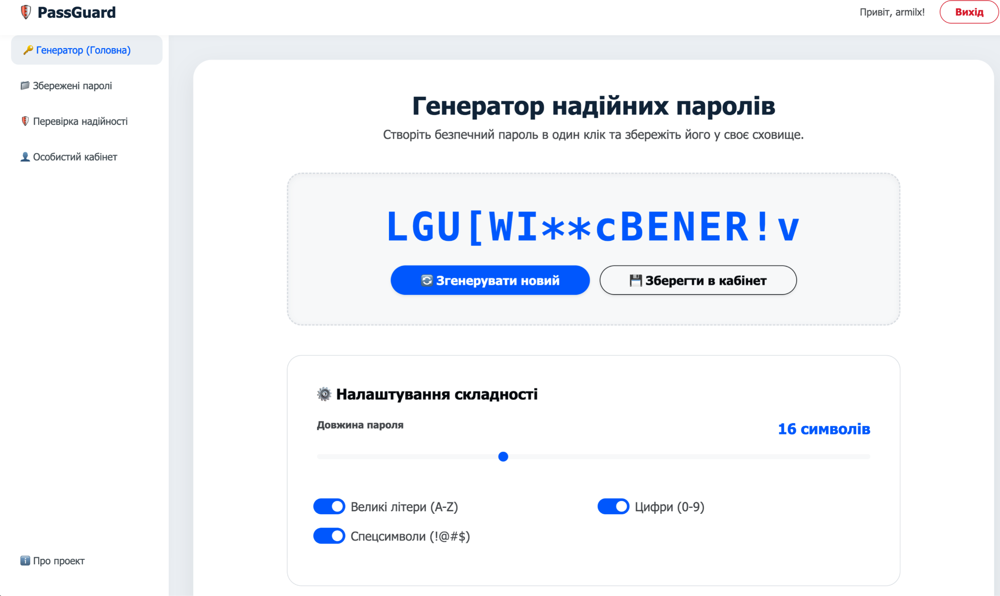 PassGuard
Привіт, armilx!
Вихід
Генератор (Головна)
Збережені паролі
Перевірка надійності
Особистий кабінет
Про проект
Генератор надійних паролів
Створіть безпечний пароль в один клік та збережіть його у своє сховище.
LGU[WI**cBENER!v
Згенерувати новий
Зберегти в кабінет
Налаштування складності
Довжина пароля
16 символів
Великі літери (A-Z)
Цифри (0-9)
Спецсимволи (!@#$)